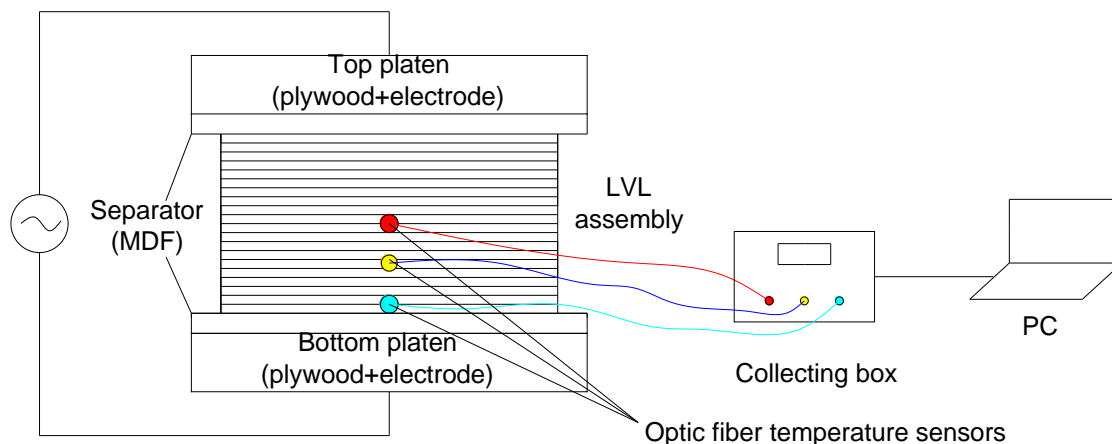 Top platen
(plywood+electrode)
Separator
(MDF)
LVL
assembly
Bottom platen
(plywood+electrode)
Collecting box
PC
Optic fiber temperature sensors